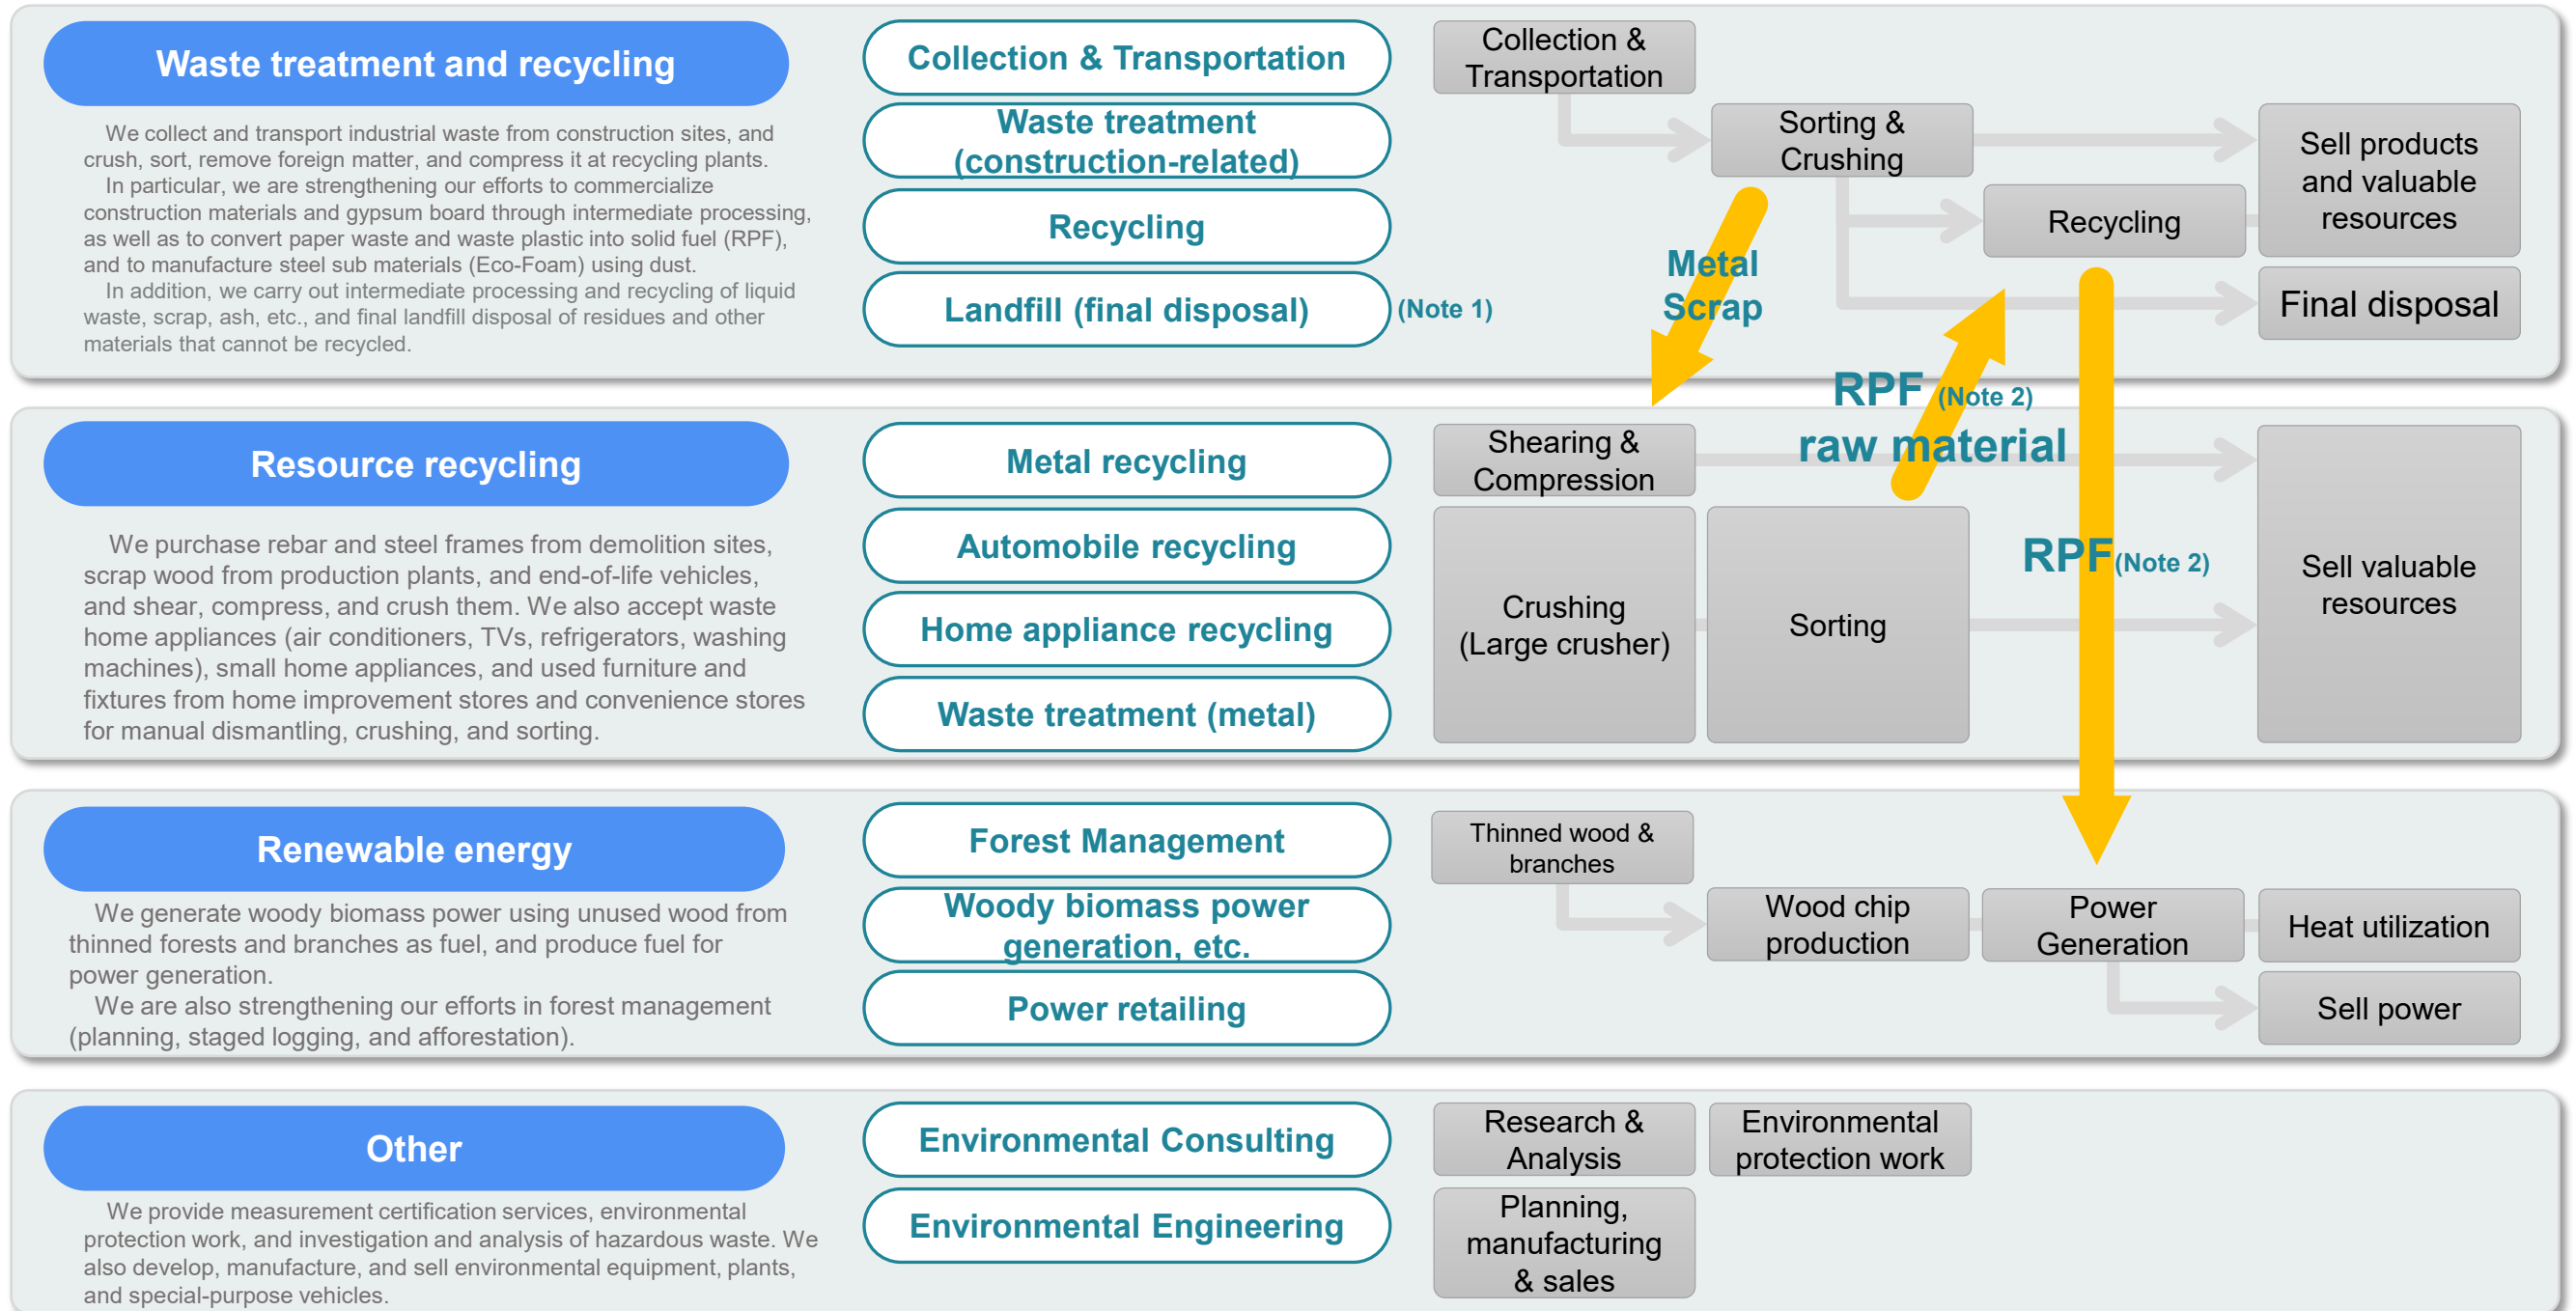 Waste treatment and recycling
We collect and transport industrial waste from construction sites, and
crush, sort, remove foreign matter, and compress it at recycling plants.
In particular, we are strengthening our efforts to commercialize
construction materials and gypsum board through intermediate processing,
as well as to convert paper waste and waste plastic into solid fuel (RPF),
and to manufacture steel sub materials (Eco-Foam) using dust.
In addition, we carry out intermediate processing and recycling of liquid
waste, scrap, ash, etc., and final landfill disposal of residues and other
materials that cannot be recycled.
Collection & Transportation
Waste treatment
(construction-related)
Recycling
Landfill (final disposal)
(Note 1)
Collection &
Transportation
Sorting &
Crushing
Recycling
Sell products
and valuable
resources
Final disposal
Metal
Scrap
RPF (Note 2)
raw material
Resource recycling
We purchase rebar and steel frames from demolition sites,
scrap wood from production plants, and end-of-life vehicles,
and shear, compress, and crush them. We also accept waste
home appliances (air conditioners, TVs, refrigerators, washing
machines), small home appliances, and used furniture and
fixtures from home improvement stores and convenience stores
for manual dismantling, crushing, and sorting.
Metal recycling
Automobile recycling
Home appliance recycling
Waste treatment (metal)
Shearing &
Compression
Crushing
(Large crusher)
Sorting
RPF(Note 2)
Sell valuable
resources
Renewable energy
We generate woody biomass power using unused wood from
thinned forests and branches as fuel, and produce fuel for
power generation.
We are also strengthening our efforts in forest management
(planning, staged logging, and afforestation).
Forest Management
Woody biomass power
generation, etc.
Power retailing
Thinned wood &
branches
Wood chip
production
Power
Generation
Heat utilization
Sell power
Other
We provide measurement certification services, environmental
protection work, and investigation and analysis of hazardous waste. We
also develop, manufacture, and sell environmental equipment, plants,
and special-purpose vehicles.
Environmental Consulting
Environmental Engineering
Research &
Analysis
Environmental
protection work
Planning,
manufacturing
& sales